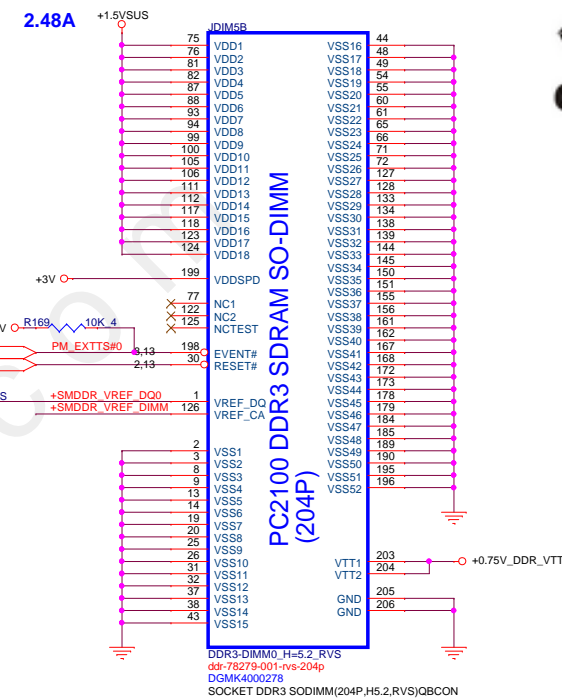 2.48A
+1.5VSUS
JDIM5B
75 VDD1
76 VDD2
81 VDD3
82 VDD4
87 VDD5
88 VDD6
93 VDD7
94 VDD8
99 VDD9
100 VDD10
105 VDD11
106 VDD12
111 VDD13
112 VDD14
117 VDD15
118 VDD16
123 VDD17
124 VDD18
+3V
199 VDDSPD
77 NC1
122 NC2
125 NCTEST
R169 10K_4
PM_EXTTS#0 3,13 198 EVENT#
2,13 30 RESET#
+SMDDR_VREF_DQ0 1 VREF_DQ
+SMDDR_VREF_DIMM 126 VREF_CA
2 VSS1
3 VSS2
8 VSS3
9 VSS4
13 VSS5
14 VSS6
19 VSS7
20 VSS8
25 VSS9
26 VSS10
31 VSS11
32 VSS12
37 VSS13
38 VSS14
43 VSS15
PC2100 DDR3 SDRAM SO-DIMM
(204P)
VSS16 44
VSS17 48
VSS18 49
VSS19 54
VSS20 55
VSS21 60
VSS22 61
VSS23 65
VSS24 66
VSS25 71
VSS26 72
VSS27 127
VSS28 128
VSS29 133
VSS30 134
VSS31 138
VSS32 139
VSS33 144
VSS34 145
VSS35 150
VSS36 151
VSS37 155
VSS38 156
VSS39 161
VSS40 162
VSS41 167
VSS42 168
VSS43 172
VSS44 173
VSS45 178
VSS46 179
VSS47 184
VSS48 185
VSS49 189
VSS50 190
VSS51 195
VSS52 196
VTT1 203
VTT2 204
+0.75V_DDR_VTT
GND 205
GND 206
DDR3-DIMM0_H=5.2_RVS
ddr-78279-001-rvs-204p
DGMK4000278
SOCKET DDR3 SODIMM(204P,H5.2,RVS)QBCON